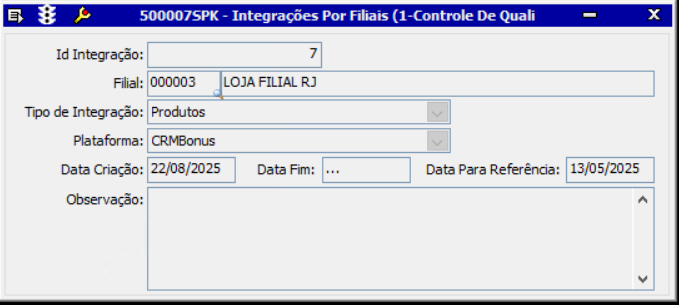 500007SPK - Integrações Por Filiais (1-Controle De Quali
Id Integração: 7
Filial: 000003 LOJA FILIAL RJ
Tipo de Integração: Produtos
Plataforma: CRMBonus
Data Criação: 22/08/2025 Data Fim: ... Data Para Referência: 13/05/2025
Observação: